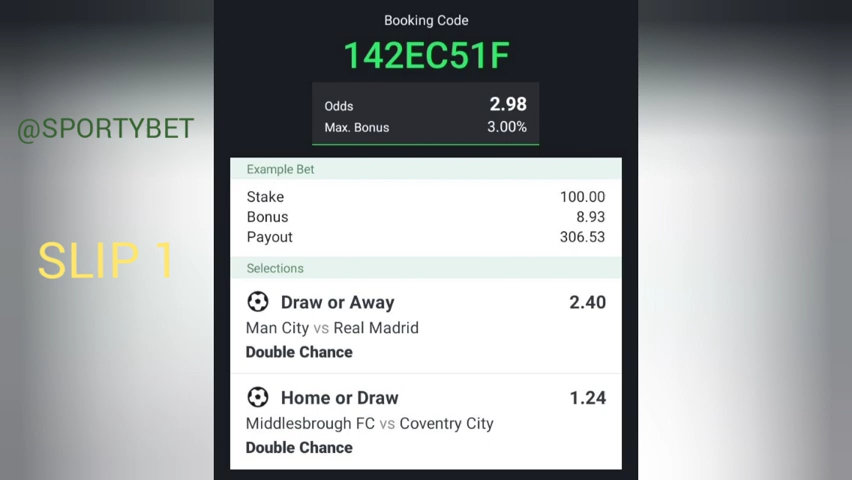 Booking Code
142EC51F
Odds 2.98
Max. Bonus 3.00%
@SPORTYBET
SLIP 1
Example Bet
Stake 100.00
Bonus 8.93
Payout 306.53
Selections
Draw or Away 2.40
Man City vs Real Madrid
Double Chance
Home or Draw 1.24
Middlesbrough FC vs Coventry City
Double Chance